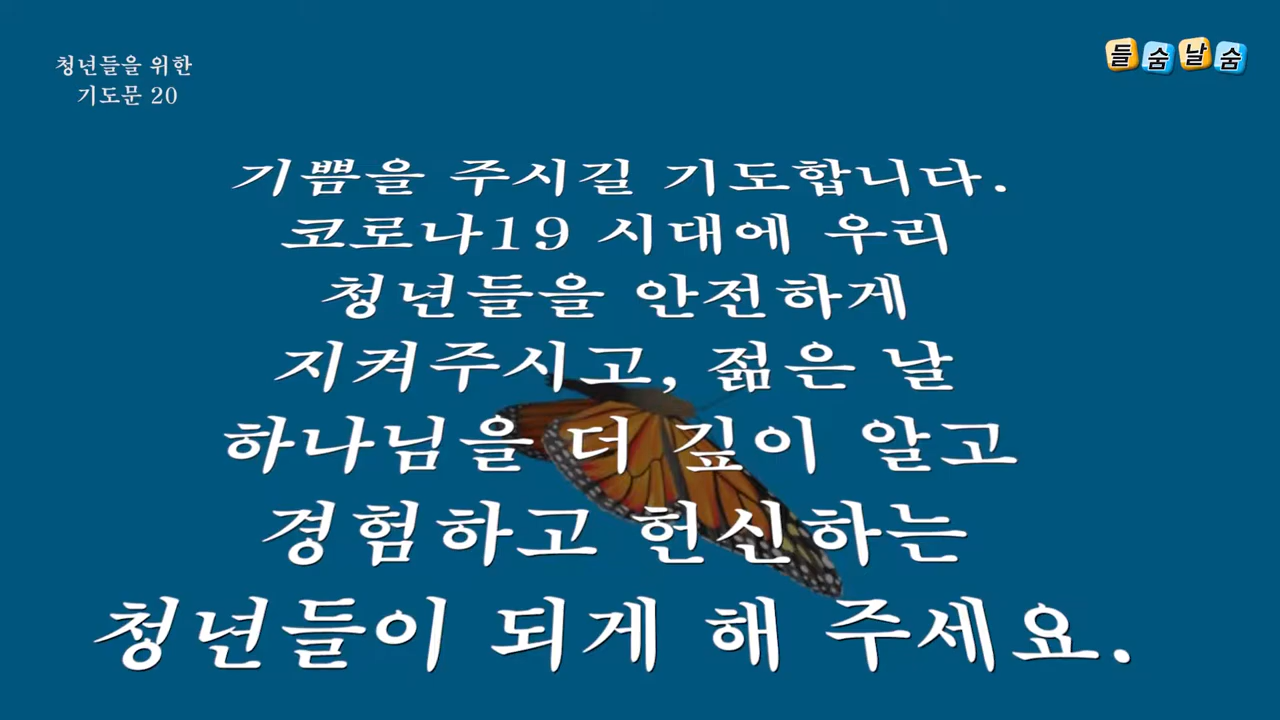 청년들을 위한
기도문 20
들숨날숨
기쁨을 주시길 기도합니다.
코로나19 시대에 우리
청년들을 안전하게
지켜주시고, 젊은 날
하나님을 더 깊이 알고
경험하고 헌신하는
청년들이 되게 해 주세요.